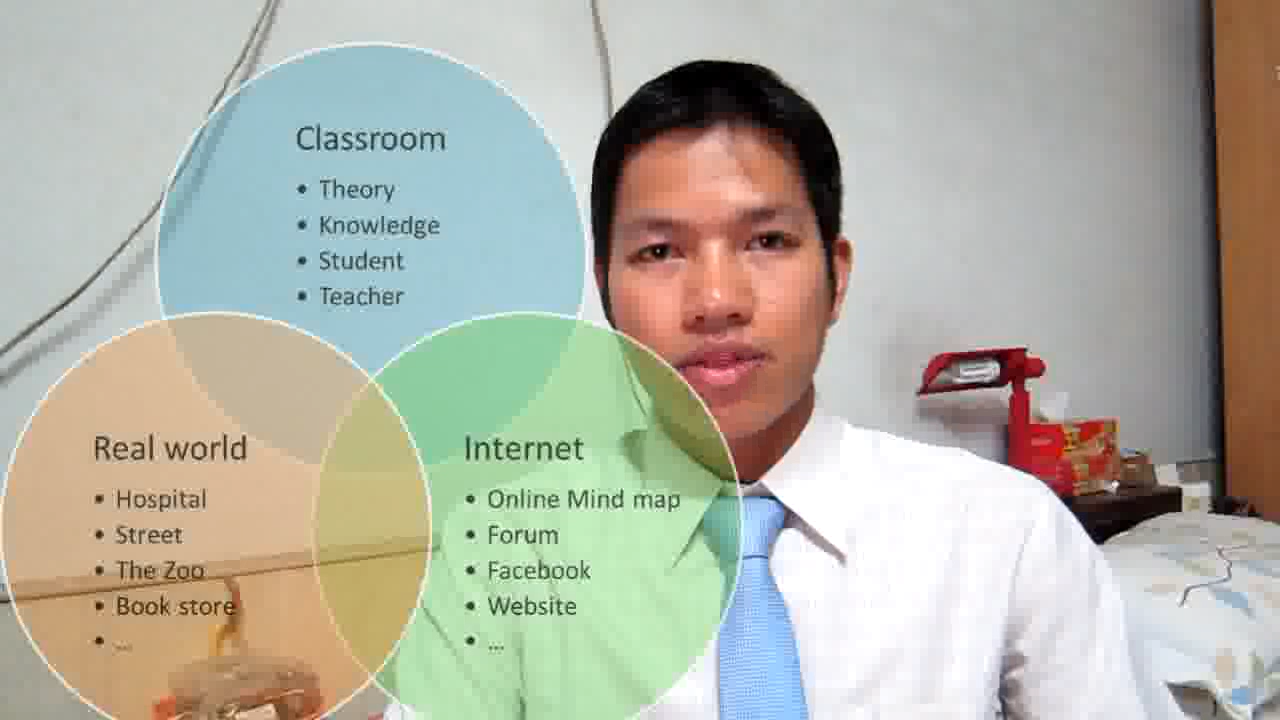 Classroom
• Theory
• Knowledge
• Student
• Teacher
Real world
• Hospital
• Street
• The Zoo
• Book store
• ...
Internet
• Online Mind map
• Forum
• Facebook
• Website
• ...